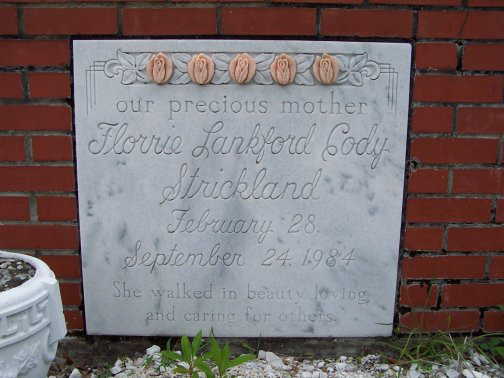 our precious mother
Florrie Lankford Cody
Strickland
February 28.
September 24. 1984
She walked in beauty loving
and caring for others.